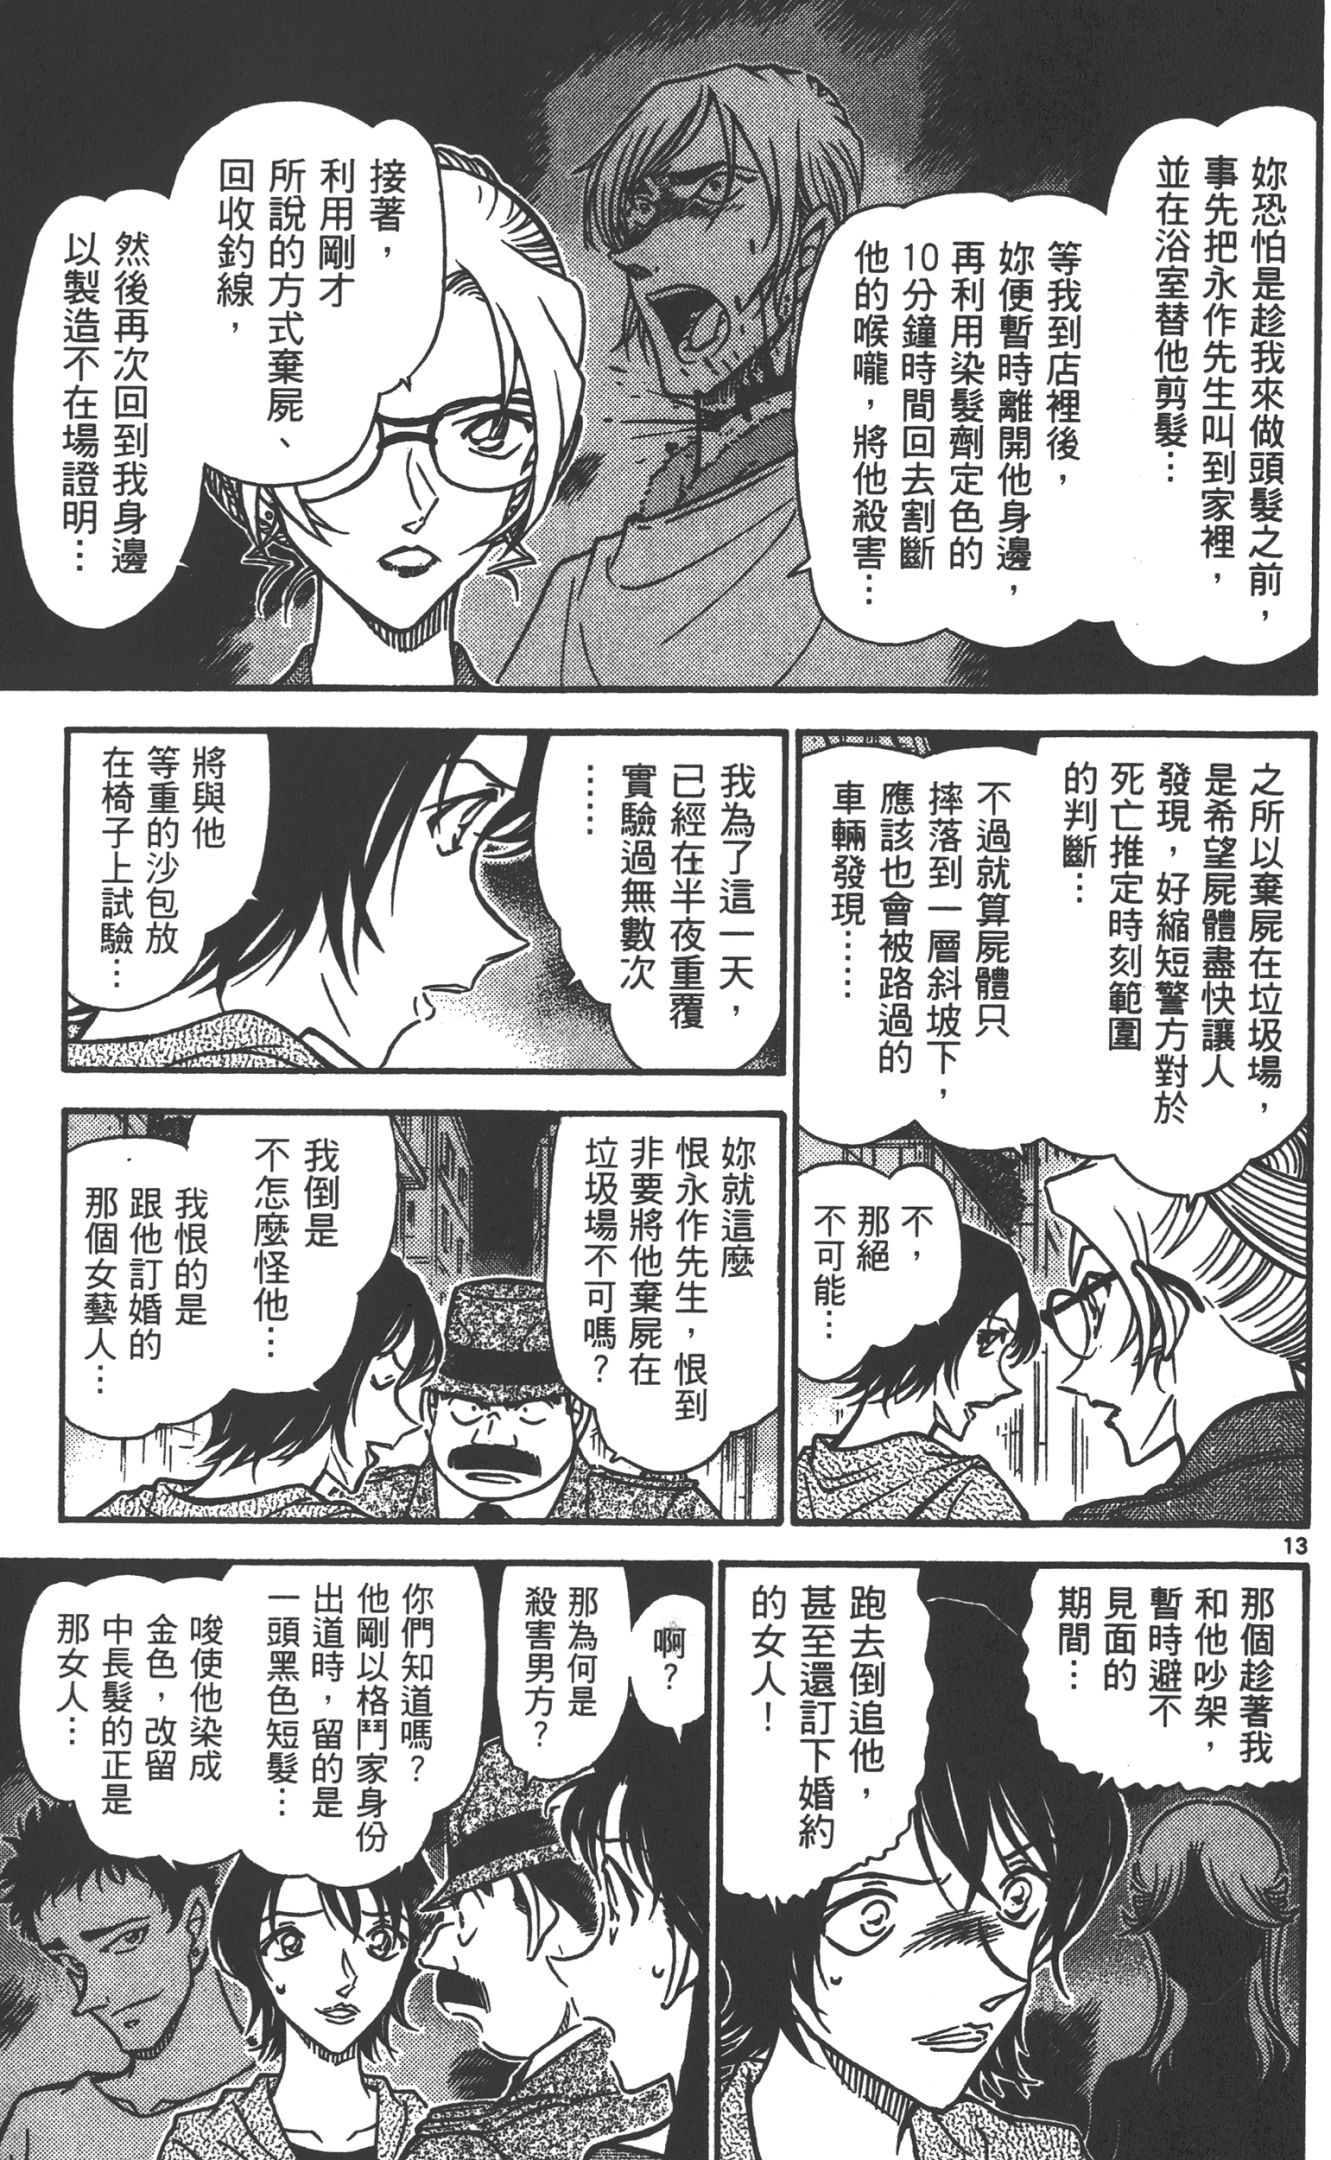 妳恐怕是趁我來做頭髮之前，
事先把永作先生叫到家裡，
並在浴室替他剪髮…
等我到店裡後，
妳便暫時離開他身邊，
再利用染髮劑定色的
10分鐘時間回去割斷
他的喉嚨，將他殺害…
接著，
利用剛才
所說的方式棄屍、
回收釣線，
然後再次回到我身邊
以製造不在場證明…
之所以棄屍在垃圾場，
是希望屍體盡快讓人
發現，好縮短警方對於
死亡推定時刻範圍
的判斷…
不過就算屍體只
摔落到一層斜坡下，
應該也會被路過的
車輛發現……
不，
那絕
不可能…
我為了這一天，
已經在半夜重覆
實驗過無數次
……
將與他
等重的沙包放
在椅子上試驗…
妳就這麼
恨永作先生，恨到
非要將他棄屍在
垃圾場不可嗎？
我倒是
不怎麼怪他…
我恨的是
跟他訂婚的
那個女藝人…
13
那個趁著我
和他吵架，
暫時避不
見面的
期間…
跑去倒追他，
甚至還訂下婚約
的女人！
啊？
那為何是
殺害男方？
你們知道嗎？
他剛以格鬥家身份
出道時，留的是
一頭黑色短髮…
唆使他染成
金色，改留
中長髮的正是
那女人…